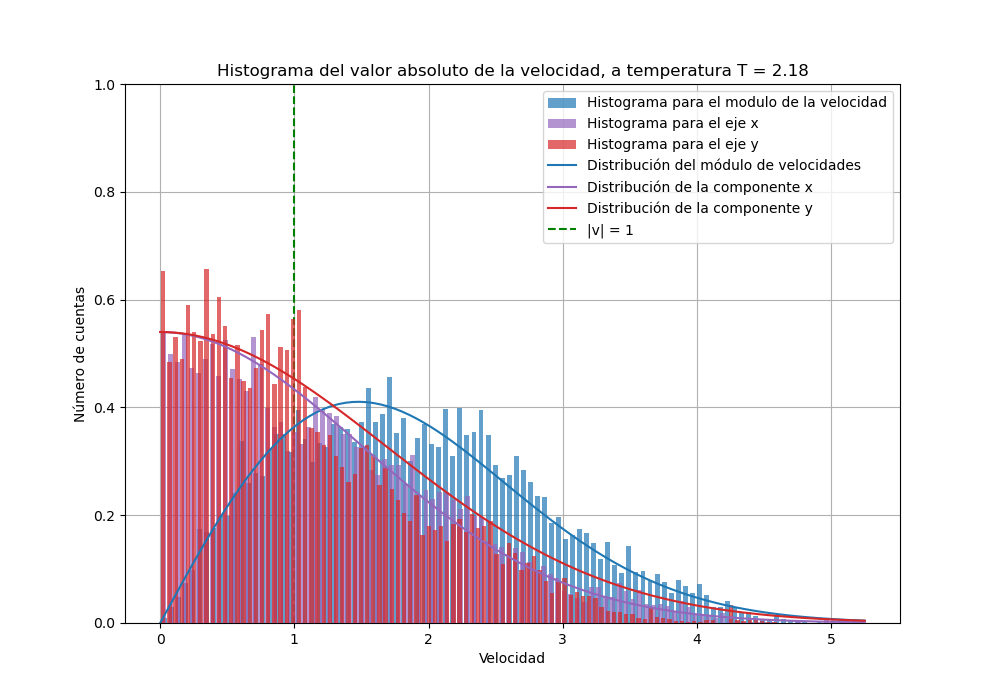 Histograma del valor absoluto de la velocidad, a temperatura T = 2.18
1.0
0.8
0.6
0.4
0.2
0.0
Número de cuentas
Histograma para el modulo de la velocidad
Histograma para el eje x
Histograma para el eje y
Distribución del módulo de velocidades
Distribución de la componente x
Distribución de la componente y
|v| = 1
0 1 2 3 4 5
Velocidad